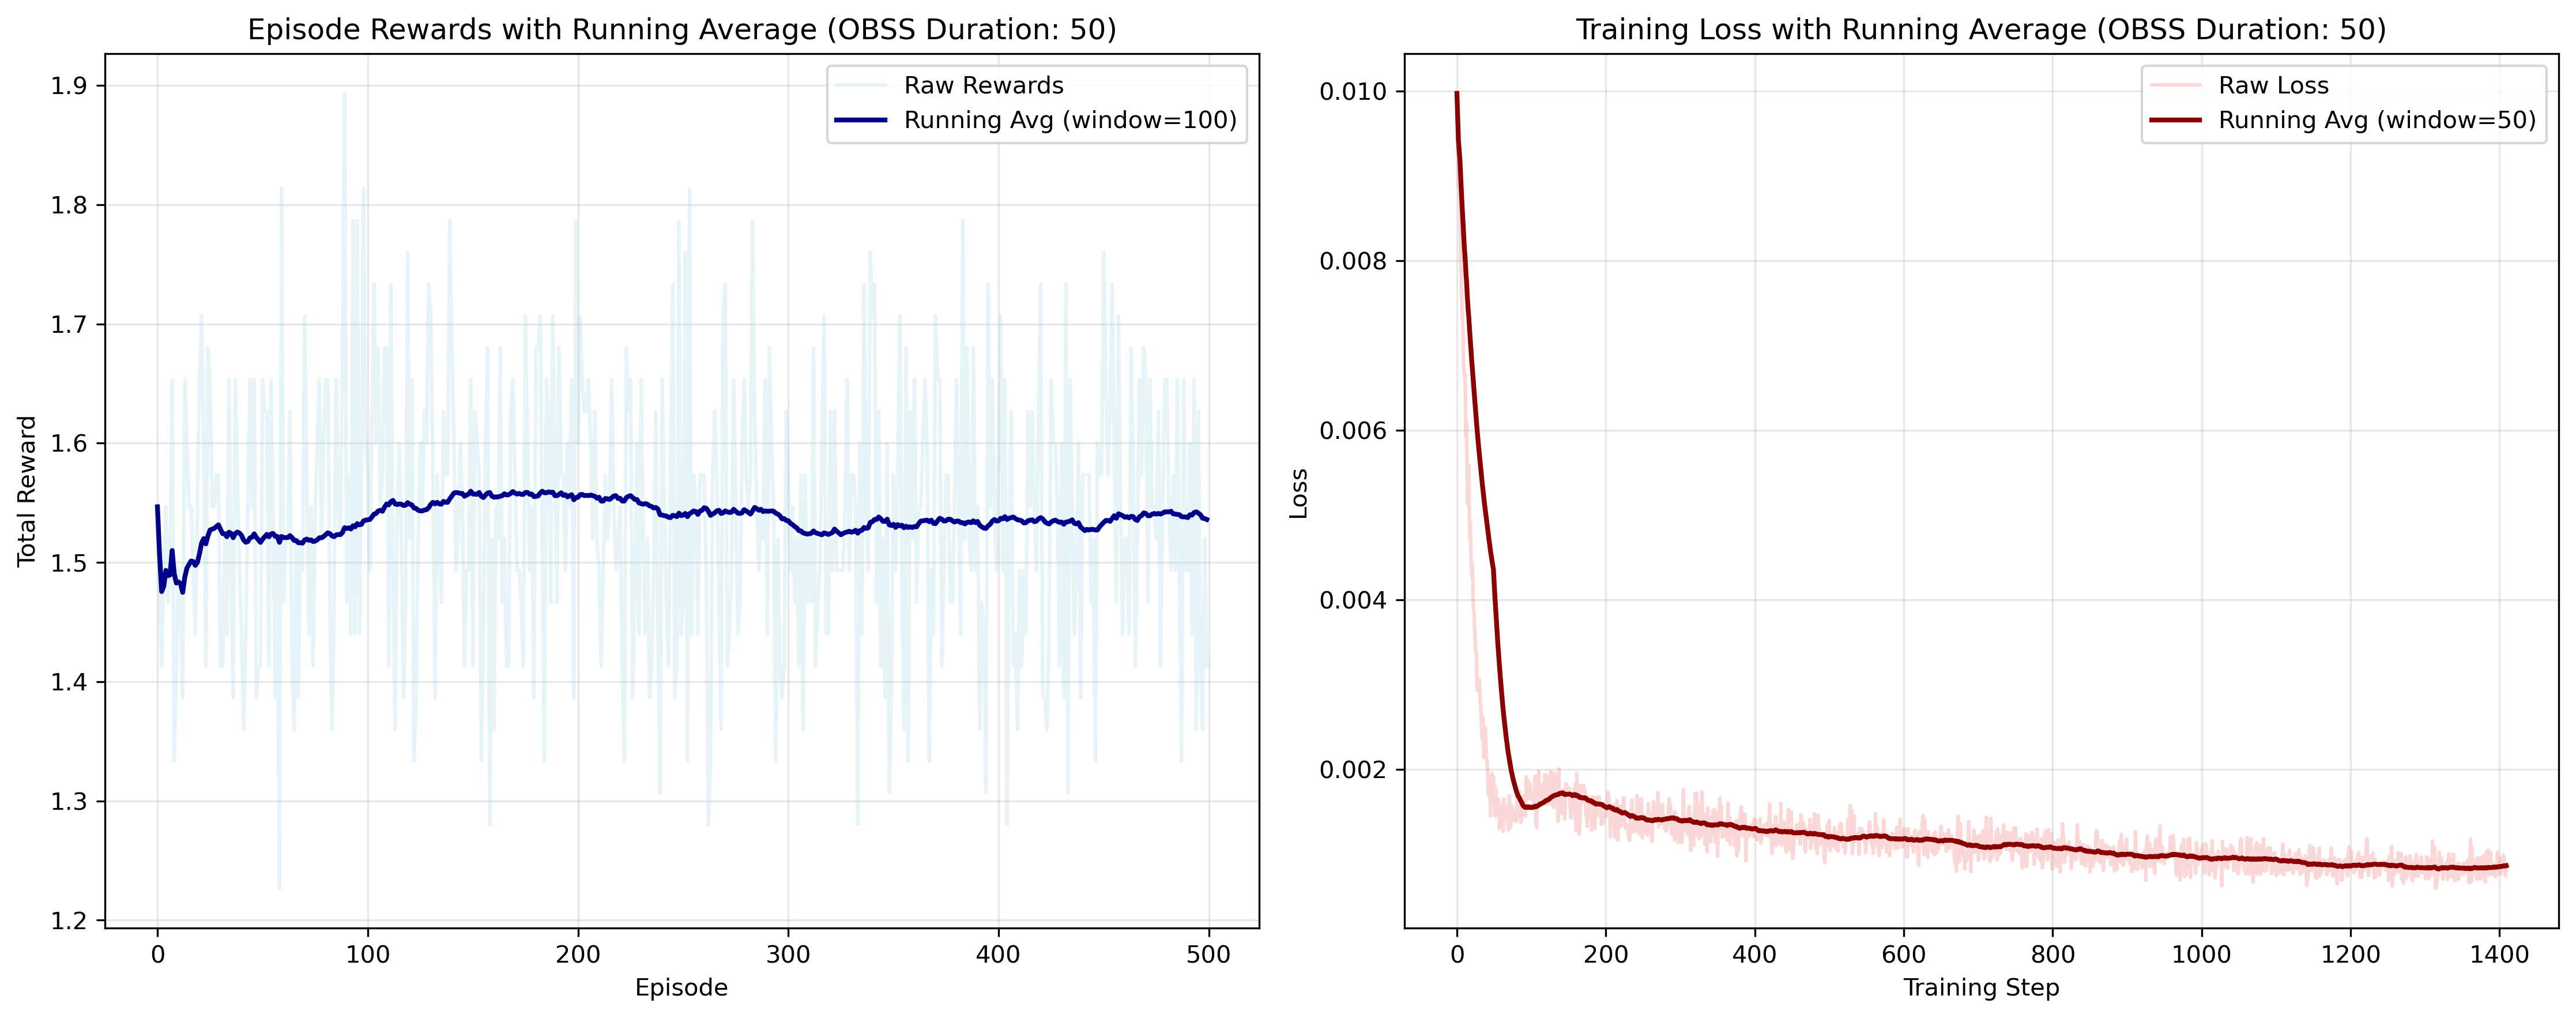 Episode Rewards with Running Average (OBSS Duration: 50)
Raw Rewards
Running Avg (window=100)
Total Reward
1.9
1.8
1.7
1.6
1.5
1.4
1.3
1.2
0 100 200 300 400 500
Episode
Training Loss with Running Average (OBSS Duration: 50)
Raw Loss
Running Avg (window=50)
Loss
0.010
0.008
0.006
0.004
0.002
0 200 400 600 800 1000 1200 1400
Training Step